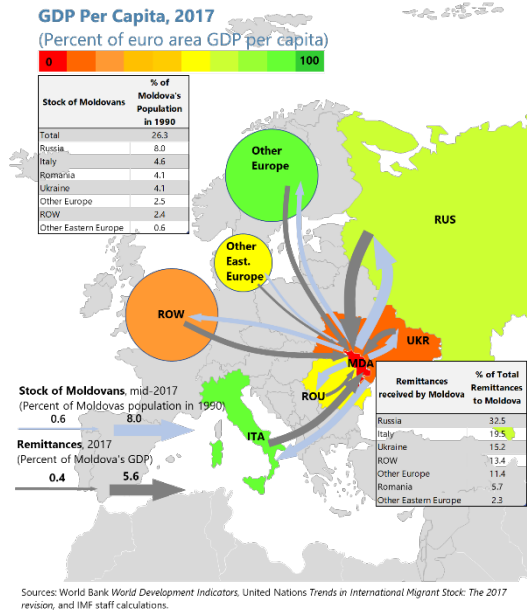 GDP Per Capita, 2017
(Percent of euro area GDP per capita)
0 100
Stock of Moldovans % of Moldova's Population in 1990
Total 26.3
Russia 8.0
Italy 4.6
Romania 4.1
Ukraine 4.1
Other Europe 2.5
ROW 2.4
Other Eastern Europe 0.6
Other
Europe
RUS
Other
East.
Europe
ROW
UKR
MDA
ROU
ITA
Stock of Moldovans, mid-2017
(Percent of Moldovas population in 1990)
0.6 8.0
Remittances, 2017
(Percent of Moldova's GDP)
0.4 5.6
Remittances received by Moldova % of Total Remittances to Moldova
Russia 32.5
Italy 19.5
Ukraine 15.2
ROW 13.4
Other Europe 11.4
Romania 5.7
Other Eastern Europe 2.3
Sources: World Bank World Development Indicators, United Nations Trends in International Migrant Stock: The 2017
revision, and IMF staff calculations.